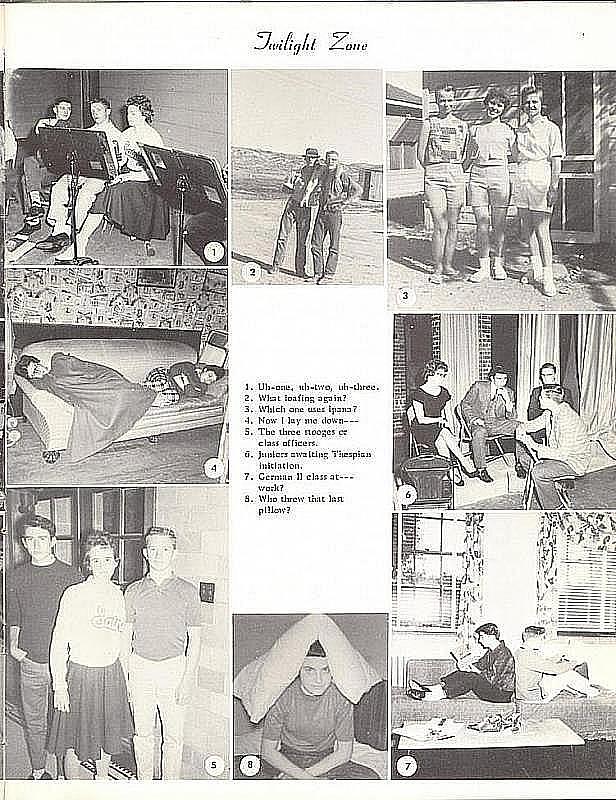 Twilight Zone
1
2
3
1. Uh-one, uh-two, uh-three.
2. What loafing again?
3. Which one uses Ipana?
4. Now I lay me down---
5. The three stooges or
class officers.
6. Juniors awaiting Thespian
initiation.
7. German II class at---
work?
8. Who threw that last
pillow?
4
6
5
8
7